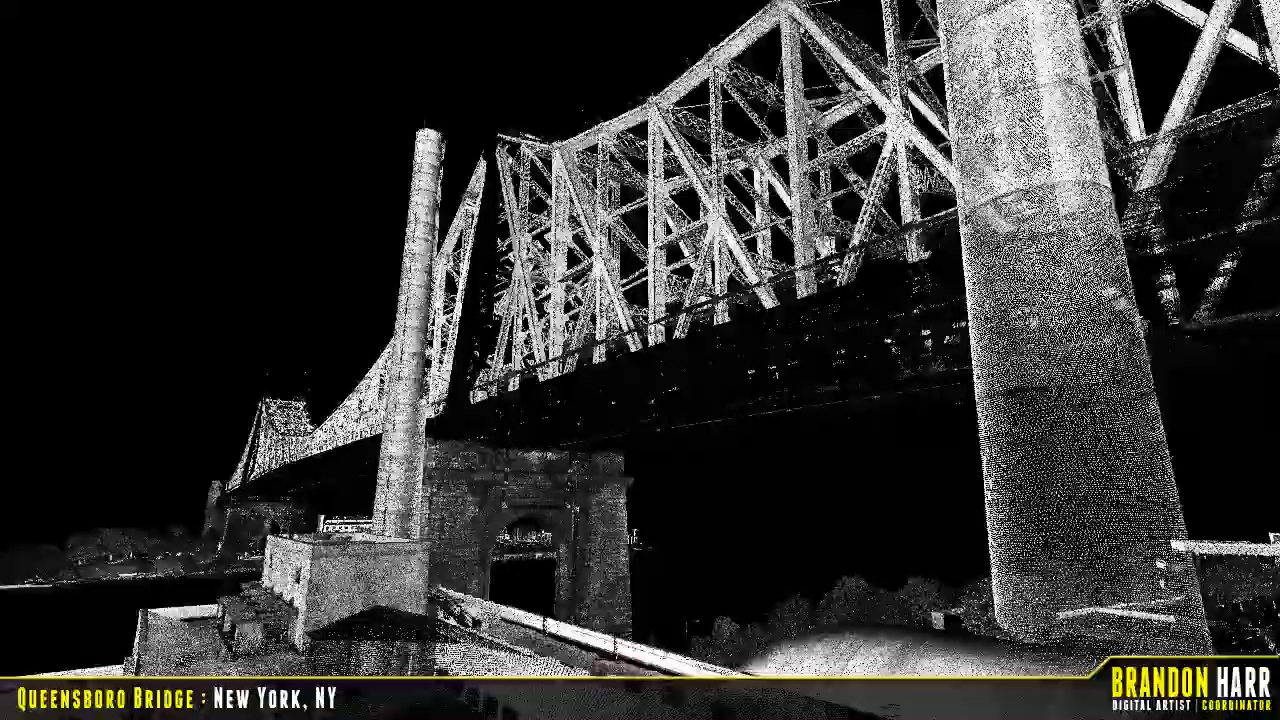 Queensboro Bridge : New York, NY
BRANDON HARR
DIGITAL ARTIST | COORDINATOR